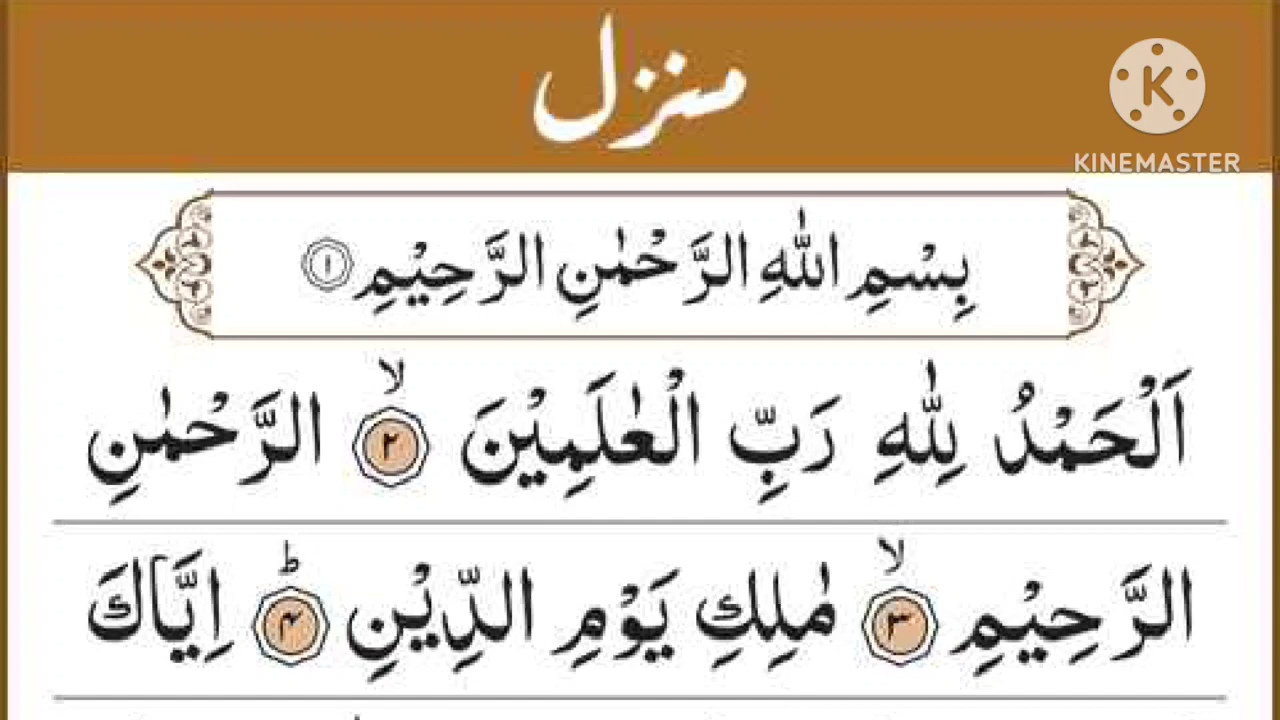 منزل
KINEMASTER
بِسْمِ اللّٰهِ الرَّحْمٰنِ الرَّحِيْمِ ۝۱
اَلْحَمْدُ لِلّٰهِ رَبِّ الْعٰلَمِيْنَ ۙ۝۲ الرَّحْمٰنِ
الرَّحِيْمِ ۙ۝۳ مٰلِكِ يَوْمِ الدِّيْنِ ؕ۝۴ اِيَّاكَ